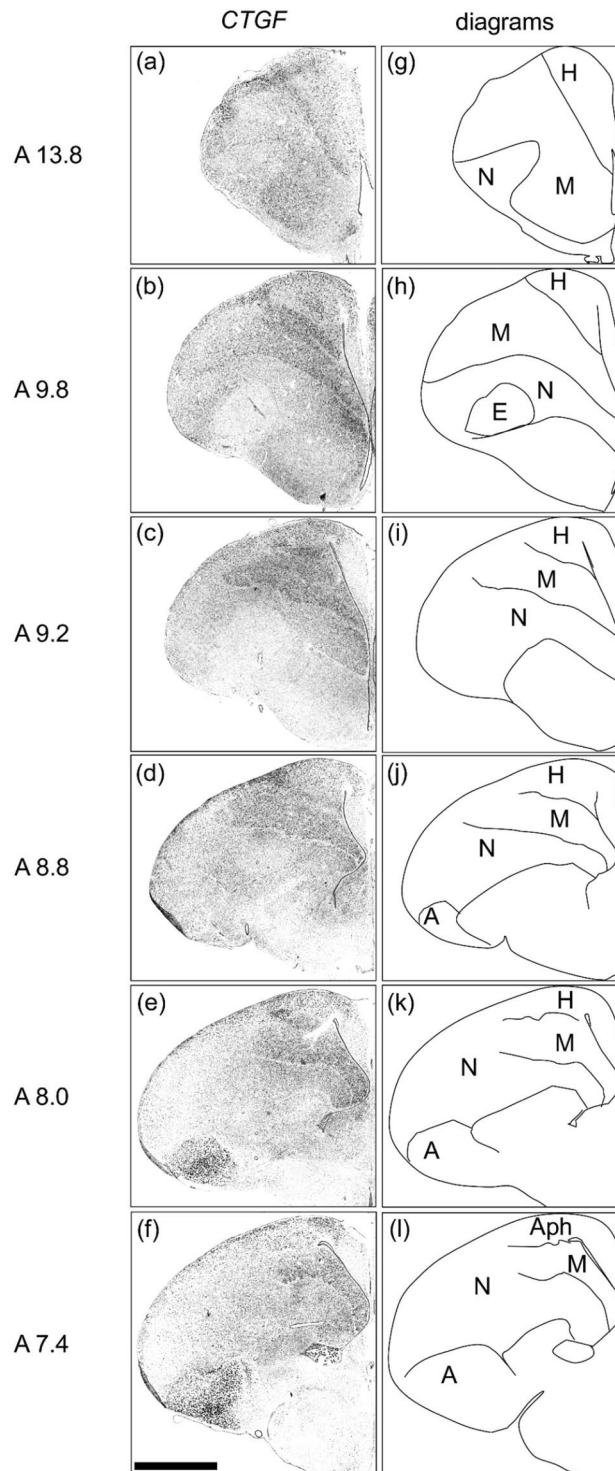 CTGF diagrams
(a) (g) H
A 13.8
N M
(b) (h) H
M
A 9.8 N
E
(c) (i) H
M
A 9.2 N
(d) (j) H
M
A 8.8 N
A
(e) (k) H
M
A 8.0 N
A
(f) (l) Aph
M
N
A 7.4
A